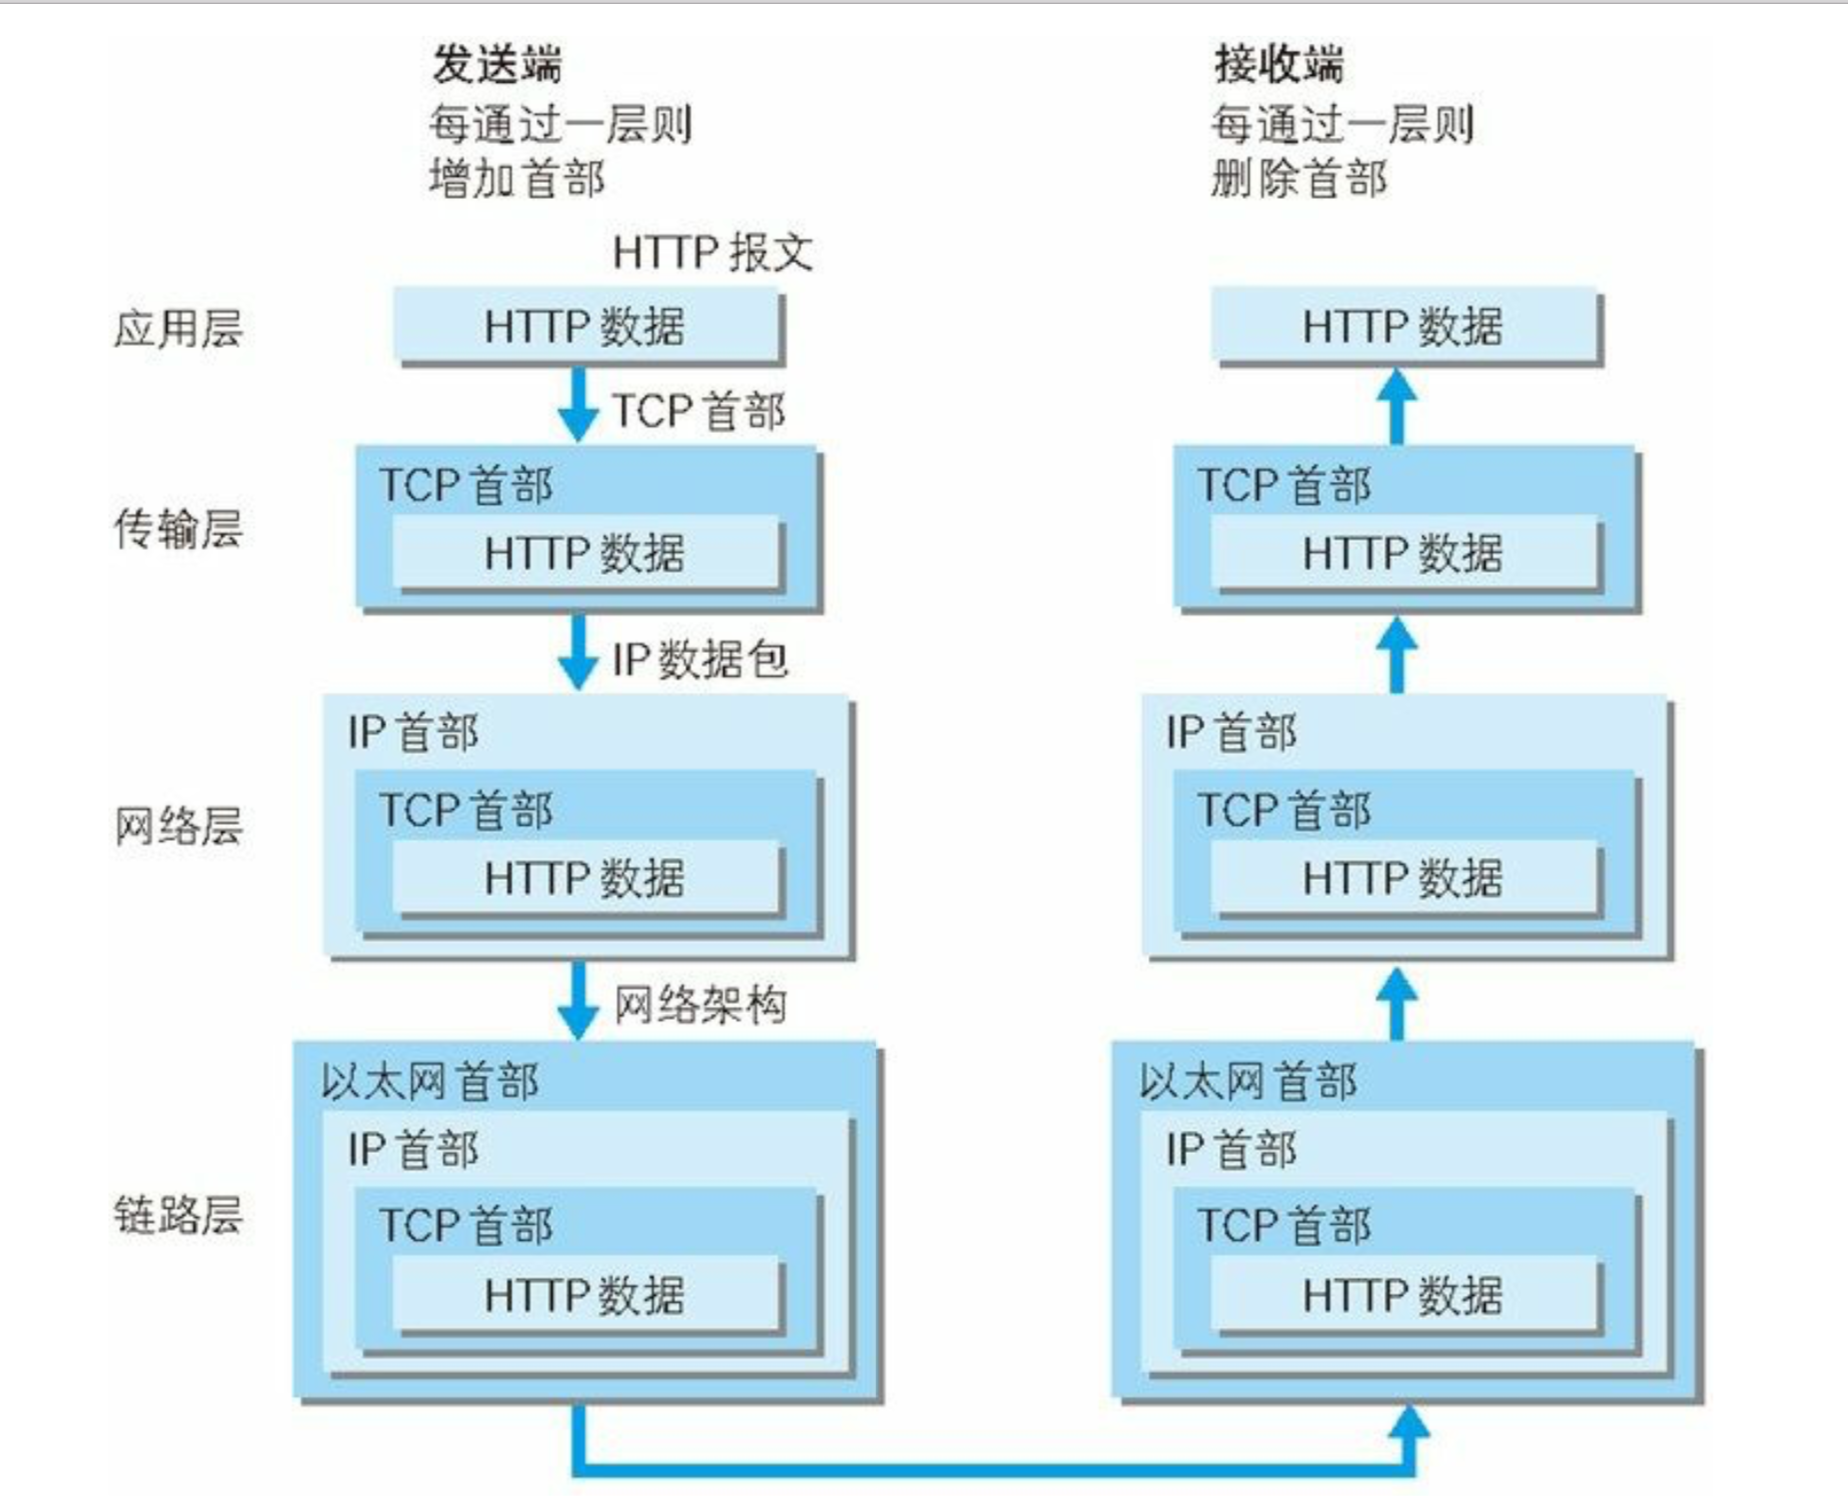 发送端
每通过一层则
增加首部
接收端
每通过一层则
删除首部
HTTP 报文
应用层
HTTP 数据
HTTP 数据
TCP 首部
传输层
TCP 首部
HTTP 数据
TCP 首部
HTTP 数据
IP 数据包
网络层
IP 首部
TCP 首部
HTTP 数据
IP 首部
TCP 首部
HTTP 数据
网络架构
链路层
以太网首部
IP 首部
TCP 首部
HTTP 数据
以太网首部
IP 首部
TCP 首部
HTTP 数据